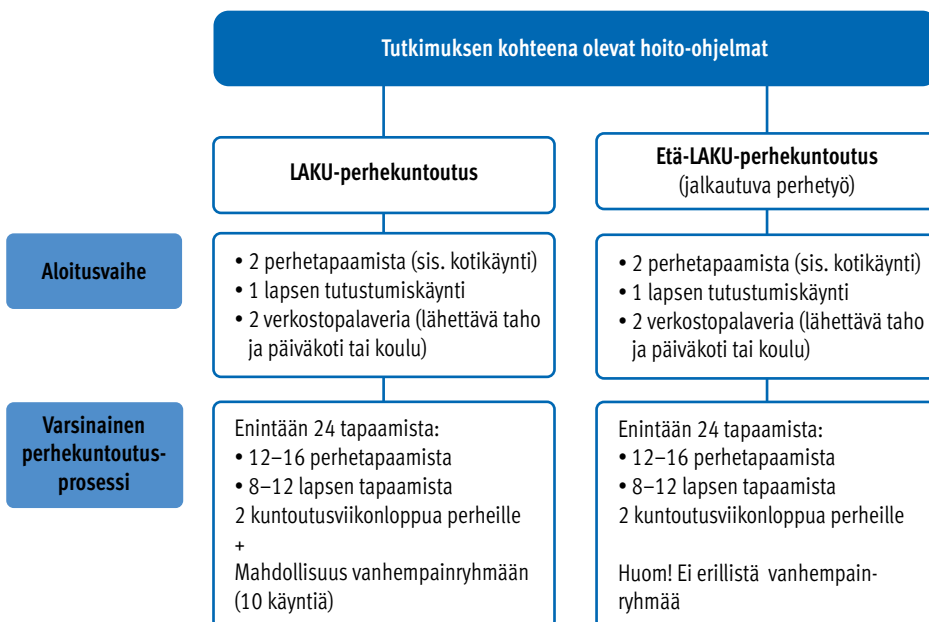 Tutkimuksen kohteena olevat hoito-ohjelmat
LAKU-perhekuntoutus
Etä-LAKU-perhekuntoutus
(jalkautuva perhetyö)
Aloitusvaihe
• 2 perhetapaamista (sis. kotikäynti)
• 1 lapsen tutustumiskäynti
• 2 verkostopalaveria (lähettävä taho
ja päiväkoti tai koulu)
• 2 perhetapaamista (sis. kotikäynti)
• 1 lapsen tutustumiskäynti
• 2 verkostopalaveria (lähettävä taho
ja päiväkoti tai koulu)
Varsinainen
perhekuntoutus-
prosessi
Enintään 24 tapaamista:
• 12–16 perhetapaamista
• 8–12 lapsen tapaamista
2 kuntoutusviikonloppua perheille
+
Mahdollisuus vanhempainryhmään
(10 käyntiä)
Enintään 24 tapaamista:
• 12–16 perhetapaamista
• 8–12 lapsen tapaamista
2 kuntoutusviikonloppua perheille
Huom! Ei erillistä vanhempain-
ryhmää